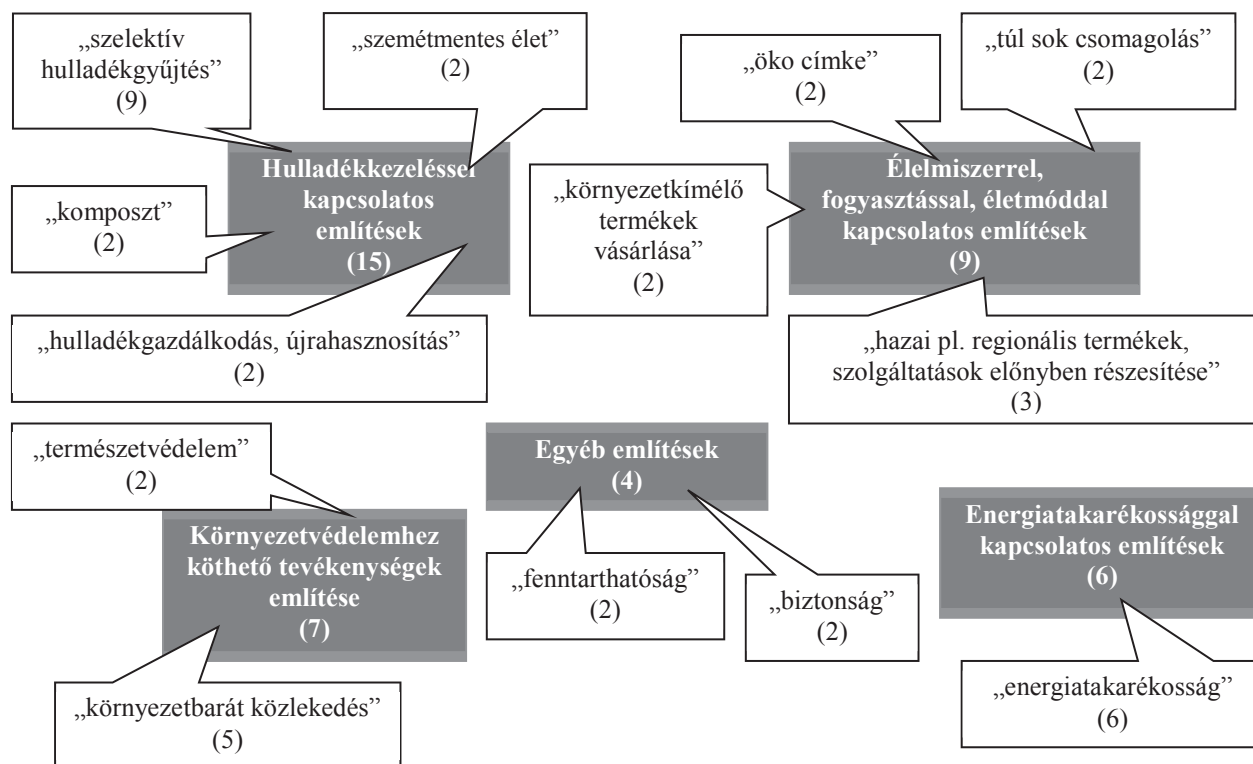 „szelektív
hulladékgyűjtés”
(9)
„szemétmentes élet”
(2)
„öko címke”
(2)
„túl sok csomagolás”
(2)
Hulladékkezeléssel
kapcsolatos
említések
(15)
„komposzt”
(2)
„környezetkímélő
termékek
vásárlása”
(2)
Élelmiszerrel,
fogyasztással, életmóddal
kapcsolatos említések
(9)
„hulladékgazdálkodás, újrahasznosítás”
(2)
„hazai pl. regionális termékek,
szolgáltatások előnyben részesítése”
(3)
„természetvédelem”
(2)
Egyéb említések
(4)
Környezetvédelemhez
köthető tevékenységek
említése
(7)
Energiatakarékossággal
kapcsolatos említések
(6)
„fenntarthatóság”
(2)
„biztonság”
(2)
„környezetbarát közlekedés”
(5)
„energiatakarékosság”
(6)